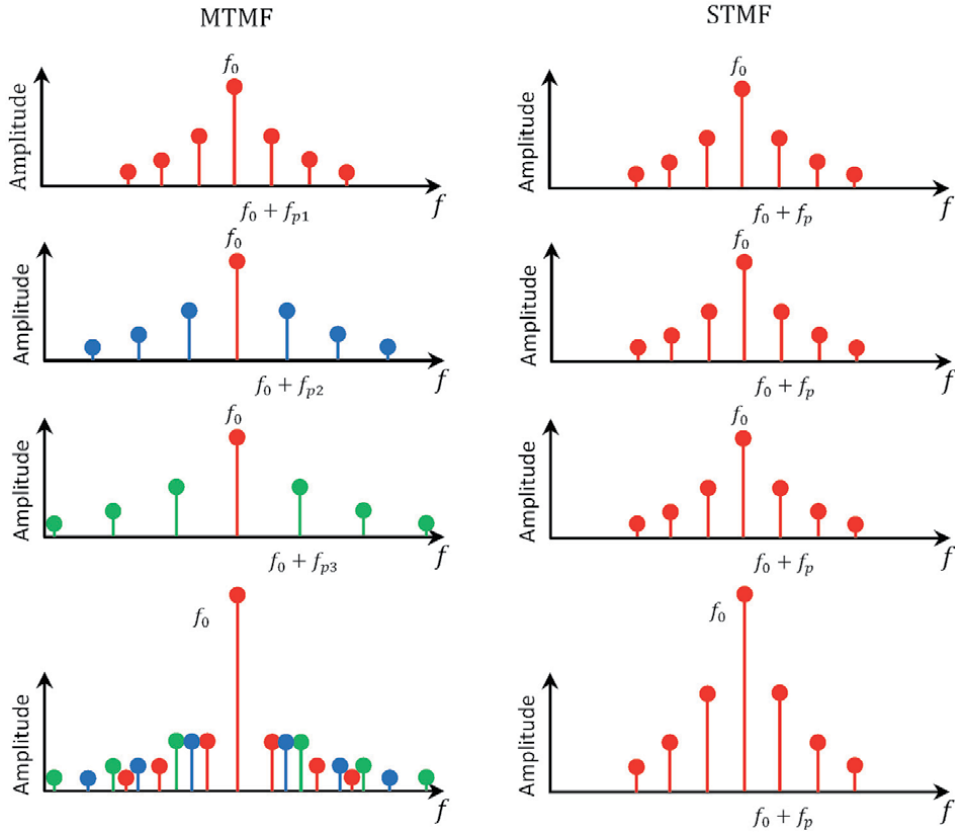 MTMF
f₀
Amplitude
f
f₀ + fₚ₁
f₀
Amplitude
f
f₀ + fₚ₂
f₀
Amplitude
f
f₀ + fₚ₃
f₀
Amplitude
f
STMF
f₀
Amplitude
f
f₀ + fₚ
f₀
Amplitude
f
f₀ + fₚ
f₀
Amplitude
f
f₀ + fₚ
f₀
Amplitude
f
f₀ + fₚ